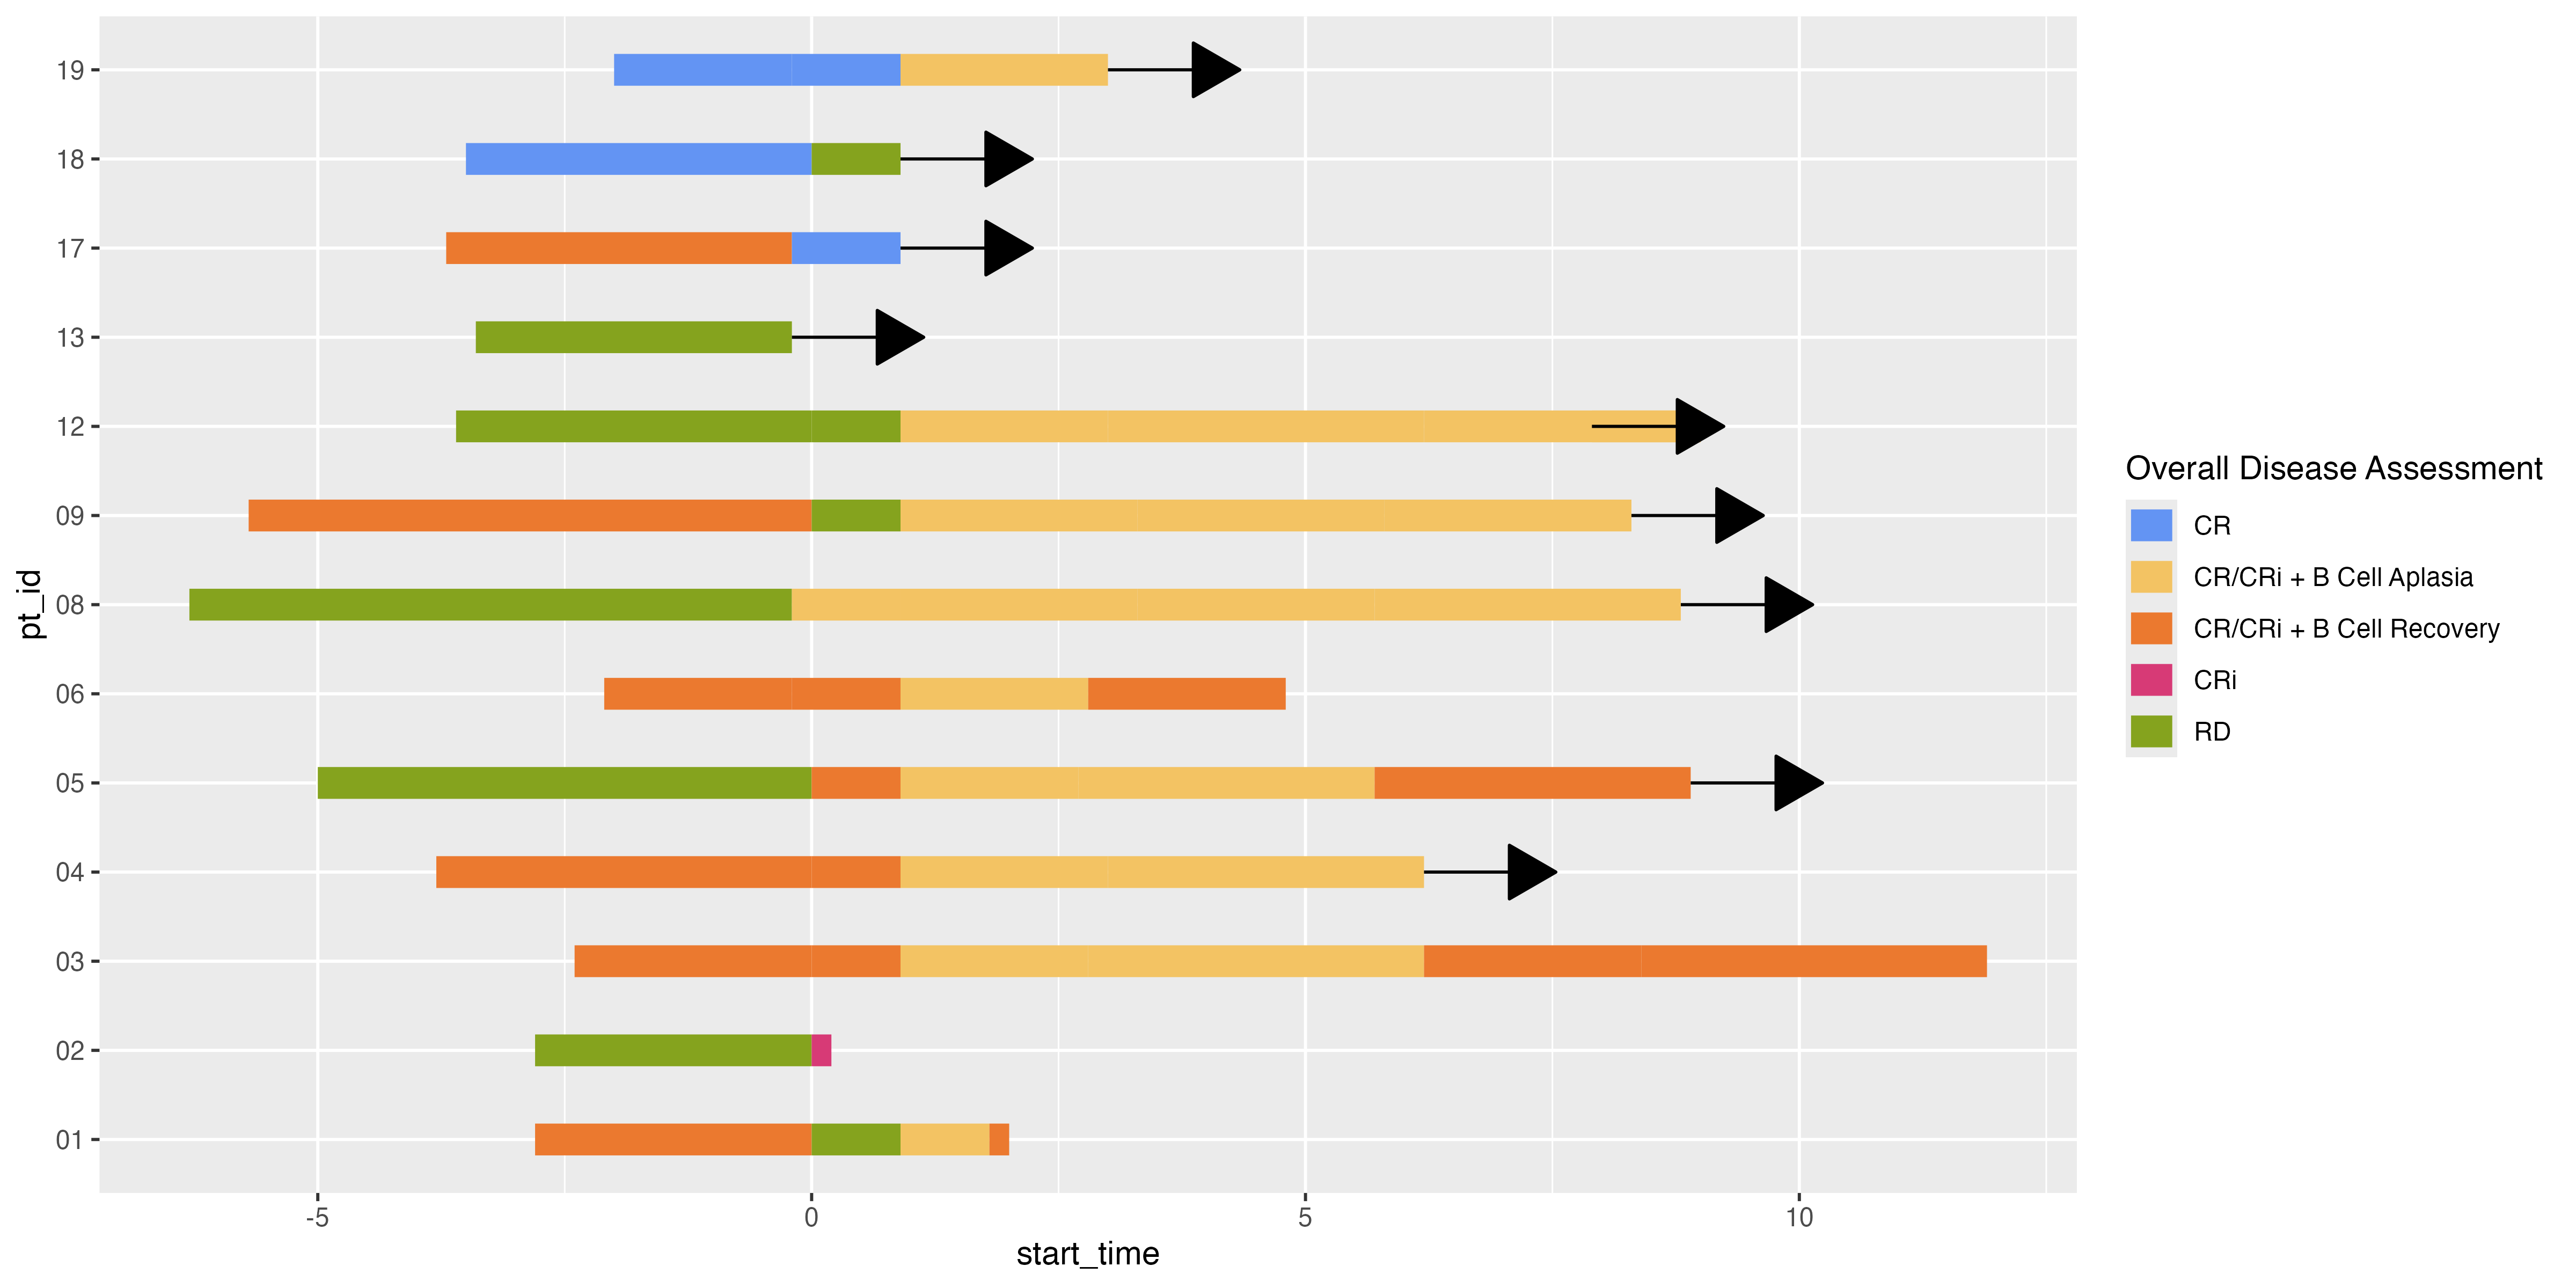 19
18
17
13
12
09
08
06
05
04
03
02
01
pt_id
-5 0 5 10
start_time
Overall Disease Assessment
CR
CR/CRi + B Cell Aplasia
CR/CRi + B Cell Recovery
CRi
RD